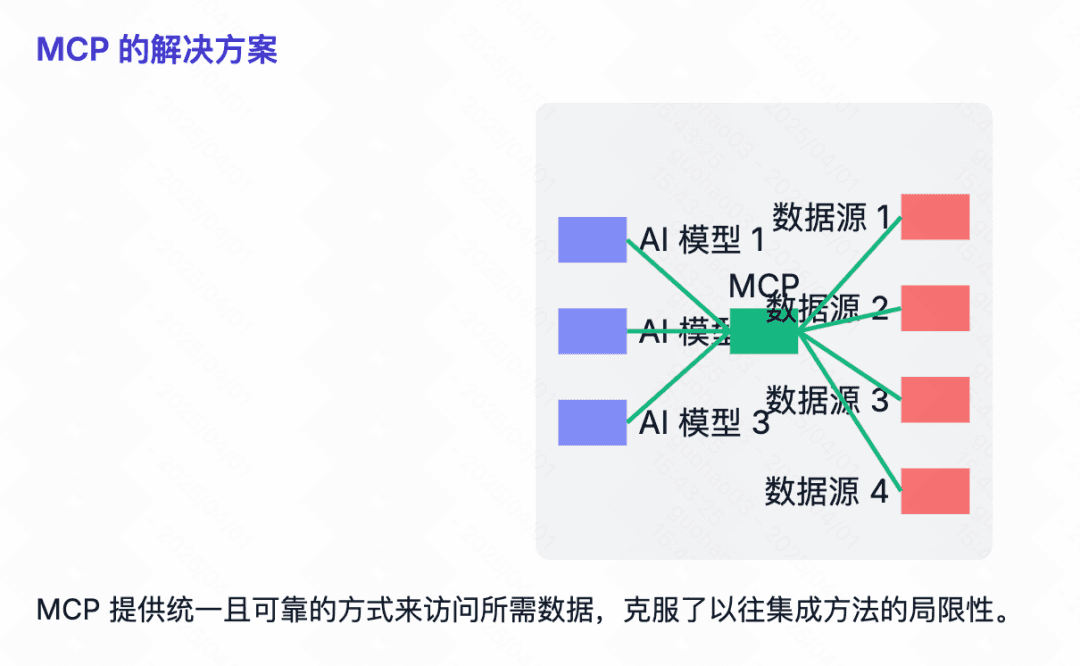 MCP 的解决方案
数据源 1
AI 模型 1
MCP
数据源 2
AI 模型
数据源 3
AI 模型 3
数据源 4
MCP 提供统一且可靠的方式来访问所需数据，克服了以往集成方法的局限性。